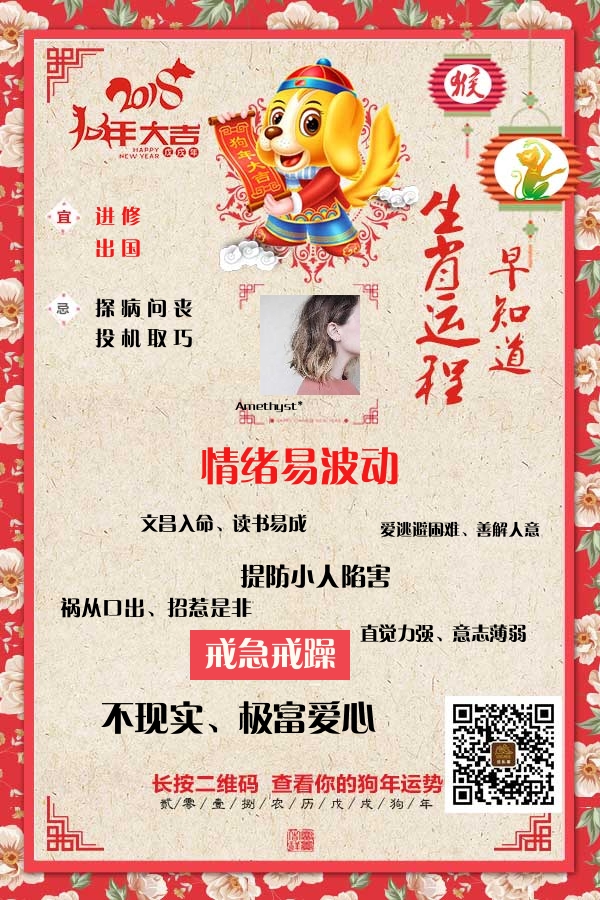 2018
狗年大吉
HAPPY
NEW YEAR 戊戌年
狗年大吉
猴
宜
进修
出国
生肖运程
早知道
忌
探病问丧
投机取巧
Amethyst*
HAPPY CHINESE NEW YEAR
情绪易波动
文昌入命、读书易成
爱逃避困难、善解人意
提防小人陷害
祸从口出、招惹是非
直觉力强、意志薄弱
戒急戒躁
不现实、极富爱心
长按二维码 查看你的狗年运势
贰/零/壹/捌/农/历/戊/戌/狗/年